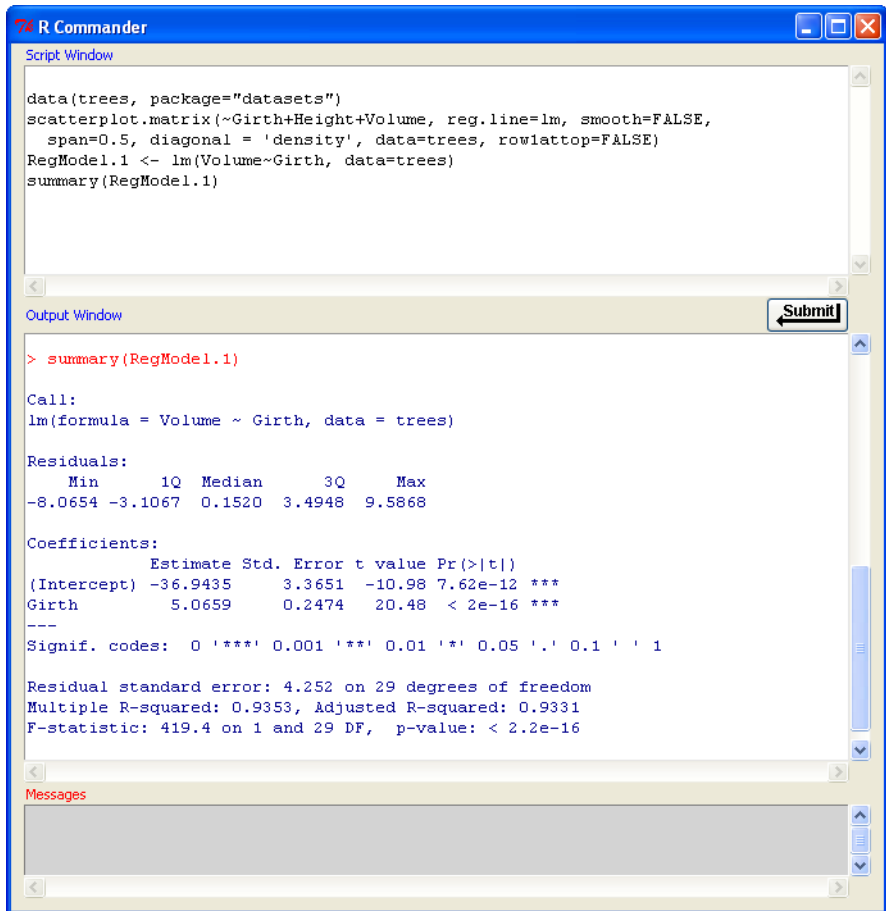 R Commander
Script Window
data(trees, package="datasets")
scatterplot.matrix(~Girth+Height+Volume, reg.line=lm, smooth=FALSE,
  span=0.5, diagonal = 'density', data=trees, row1attop=FALSE)
RegModel.1 <- lm(Volume~Girth, data=trees)
summary(RegModel.1)
Output Window
Submit
> summary(RegModel.1)
Call:
lm(formula = Volume ~ Girth, data = trees)
Residuals:
    Min      1Q  Median      3Q     Max
-8.0654 -3.1067  0.1520  3.4948  9.5868
Coefficients:
            Estimate Std. Error t value Pr(>|t|)
(Intercept) -36.9435     3.3651  -10.98 7.62e-12 ***
Girth         5.0659     0.2474   20.48  < 2e-16 ***
---
Signif. codes:  0 '***' 0.001 '**' 0.01 '*' 0.05 '.' 0.1 ' ' 1
Residual standard error: 4.252 on 29 degrees of freedom
Multiple R-squared: 0.9353, Adjusted R-squared: 0.9331
F-statistic: 419.4 on 1 and 29 DF,  p-value: < 2.2e-16
Messages